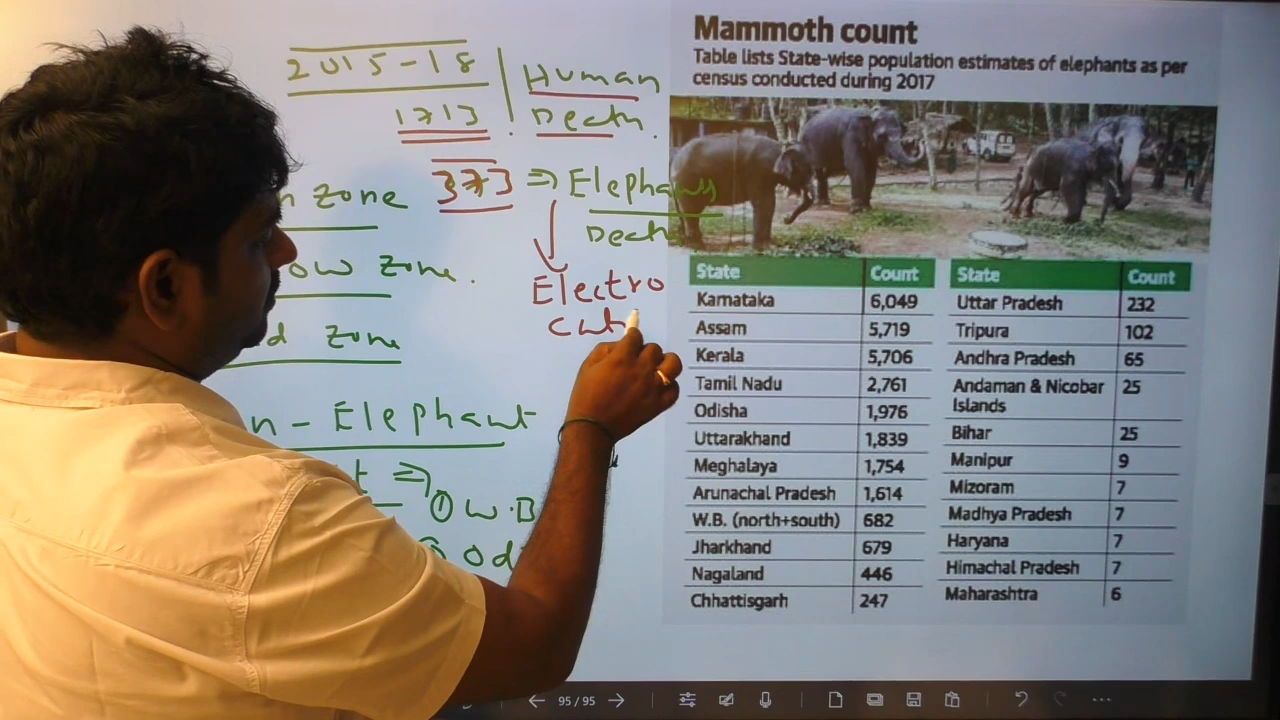 2015-18
1713
Human
Death.
373 ⇒ Elephants
Death
Electro
cut
zone
ow zone.
d zone
n - Elephant
t ⇒
① W.B
od
Mammoth count
Table lists State-wise population estimates of elephants as per
census conducted during 2017
State Count
Karnataka 6,049
Assam 5,719
Kerala 5,706
Tamil Nadu 2,761
Odisha 1,976
Uttarakhand 1,839
Meghalaya 1,754
Arunachal Pradesh 1,614
W.B. (north+south) 682
Jharkhand 679
Nagaland 446
Chhattisgarh 247
State Count
Uttar Pradesh 232
Tripura 102
Andhra Pradesh 65
Andaman & Nicobar 25
Islands
Bihar 25
Manipur 9
Mizoram 7
Madhya Pradesh 7
Haryana 7
Himachal Pradesh 7
Maharashtra 6
95/95